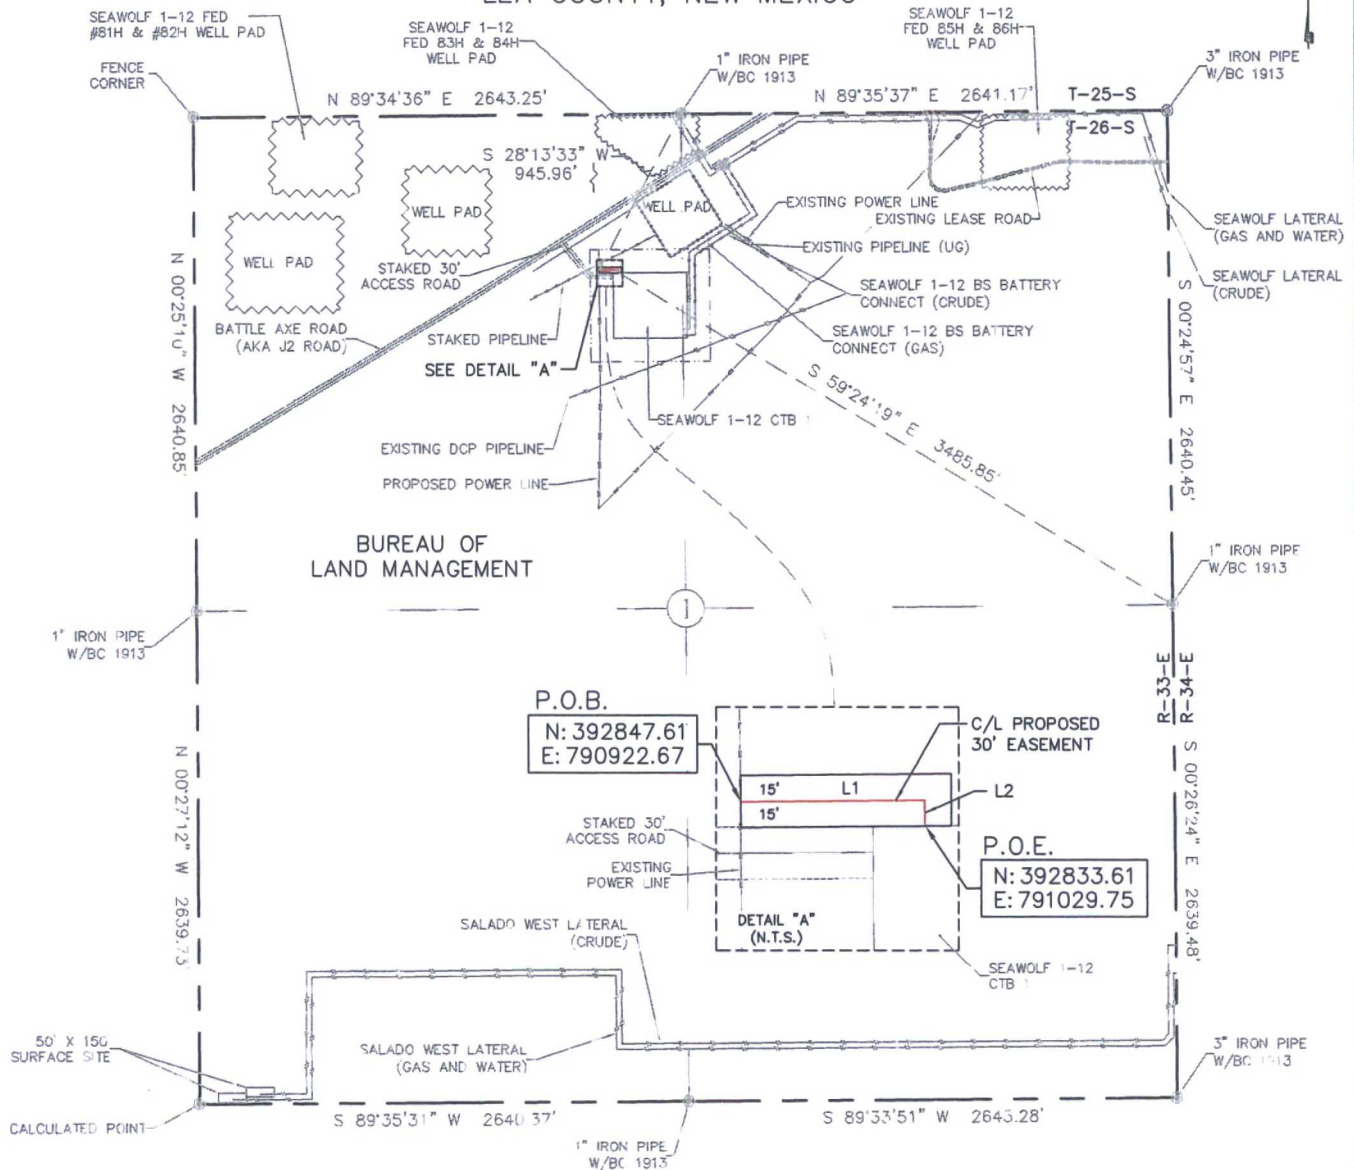 LEA COUNTY, NEW MEXICO
SEAWOLF 1-12 FED
#81H & #82H WELL PAD
SEAWOLF 1-12
FED 83H & 84H
WELL PAD
SEAWOLF 1-12
FED 85H & 86H
WELL PAD
FENCE
CORNER
1" IRON PIPE
W/BC 1913
3" IRON PIPE
W/BC 1913
N 89°34'36" E 2643.25'
N 89°35'37" E 2641.17'
T-25-S
T-26-S
S 28°13'33" W
945.96'
WELL PAD
WELL PAD
WELL PAD
EXISTING POWER LINE
EXISTING LEASE ROAD
EXISTING PIPELINE (UG)
SEAWOLF LATERAL
(GAS AND WATER)
SEAWOLF LATERAL
(CRUDE)
STAKED 30'
ACCESS ROAD
SEAWOLF 1-12 BS BATTERY
CONNECT (CRUDE)
SEAWOLF 1-12 BS BATTERY
CONNECT (GAS)
BATTLE AXE ROAD
(AKA J2 ROAD)
STAKED PIPELINE
SEE DETAIL "A"
N 00°25'10" W 2640.85'
S 00°24'57" E 2640.45'
S 59°24'19" E 3485.85'
SEAWOLF 1-12 CTB 1
EXISTING DCP PIPELINE
PROPOSED POWER LINE
BUREAU OF
LAND MANAGEMENT
1" IRON PIPE
W/BC 1913
1" IRON PIPE
W/BC 1913
1
R-33-E
R-34-E
P.O.B.
N: 392847.61
E: 790922.67
C/L PROPOSED
30' EASEMENT
15' L1
15'
L2
STAKED 30'
ACCESS ROAD
EXISTING
POWER LINE
P.O.E.
N: 392833.61
E: 791029.75
DETAIL "A"
(N.T.S.)
SEAWOLF 1-12
CTB 1
N 00°27'12" W 2639.73'
S 00°26'24" E 2639.48'
SALADO WEST LATERAL
(CRUDE)
SALADO WEST LATERAL
(GAS AND WATER)
50' X 150
SURFACE SITE
3" IRON PIPE
W/BC 1913
CALCULATED POINT
S 89°35'31" W 2640.37'
S 89°33'51" W 2643.28'
1" IRON PIPE
W/BC 1913